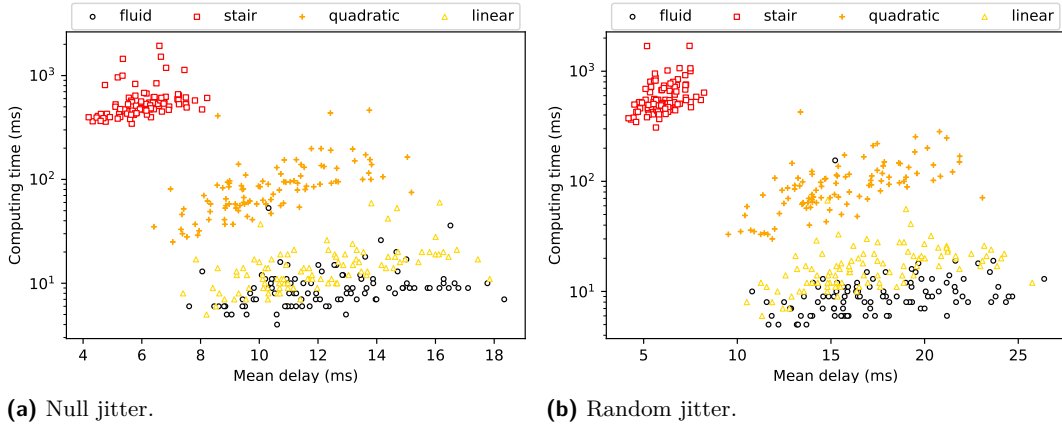 fluid stair quadratic linear
Computing time (ms)
10³
10²
10¹
4 6 8 10 12 14 16 18
Mean delay (ms)
(a) Null jitter.
fluid stair quadratic linear
Computing time (ms)
10³
10²
10¹
5 10 15 20 25
Mean delay (ms)
(b) Random jitter.